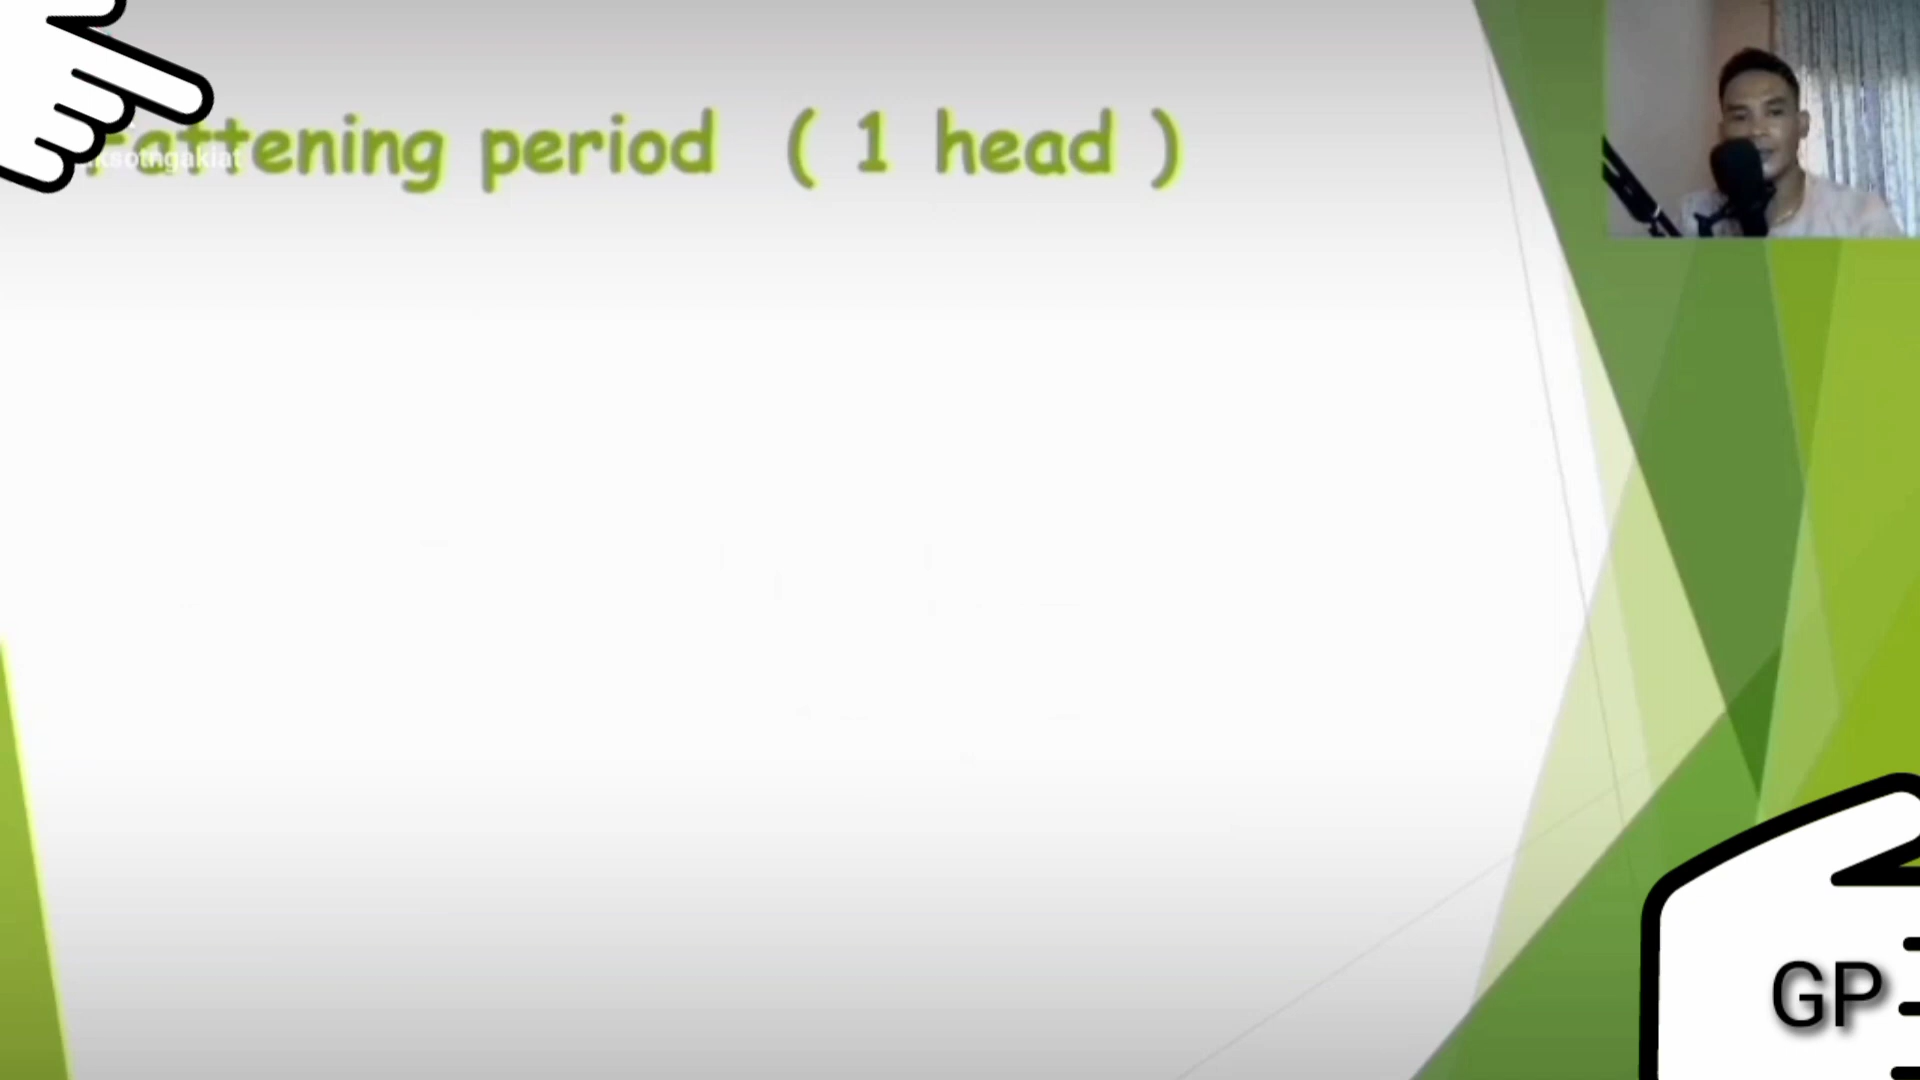 Fattening period ( 1 head )
GP